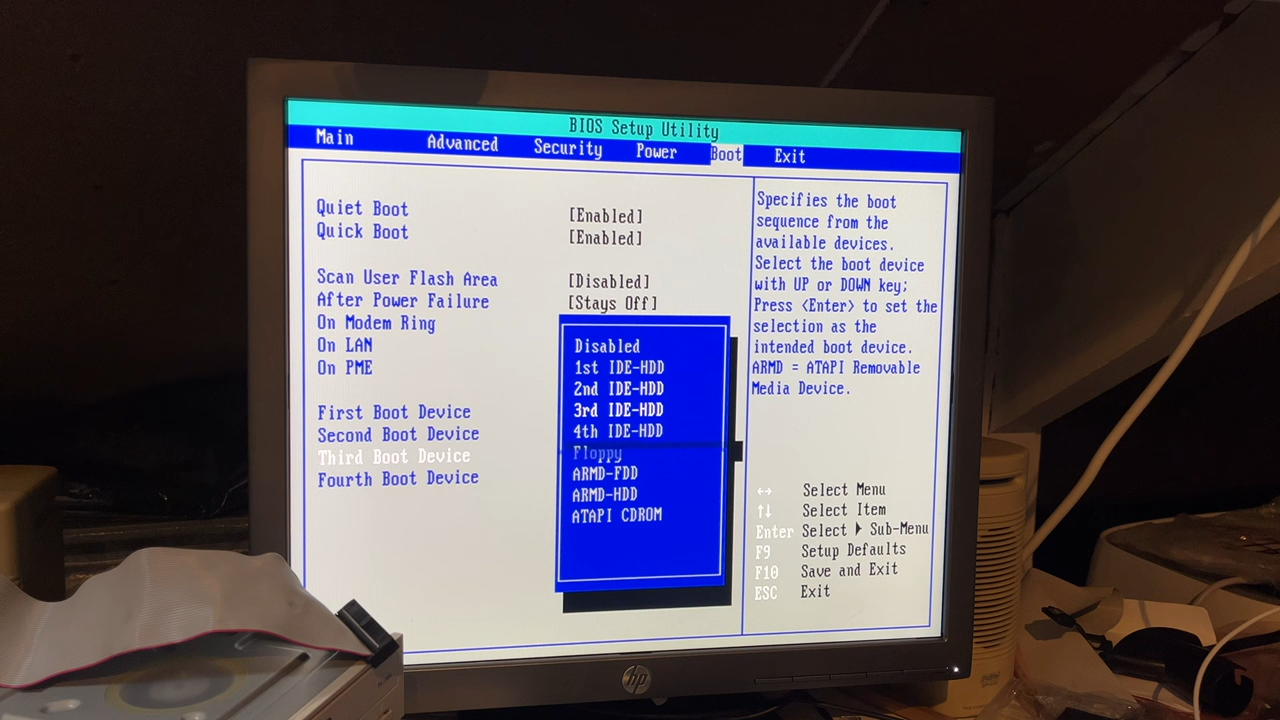 BIOS Setup Utility
Main Advanced Security Power Boot Exit
Quiet Boot [Enabled]
Quick Boot [Enabled]
Scan User Flash Area [Disabled]
After Power Failure [Stays Off]
On Modem Ring
On LAN
On PME
First Boot Device
Second Boot Device
Third Boot Device
Fourth Boot Device
Disabled
1st IDE-HDD
2nd IDE-HDD
3rd IDE-HDD
4th IDE-HDD
Floppy
ARMD-FDD
ARMD-HDD
ATAPI CDROM
Specifies the boot
sequence from the
available devices.
Select the boot device
with UP or DOWN key;
Press <Enter> to set the
selection as the
intended boot device.
ARMD = ATAPI Removable
Media Device.
↔ Select Menu
↑↓ Select Item
Enter Select ▶ Sub-Menu
F9 Setup Defaults
F10 Save and Exit
ESC Exit
hp